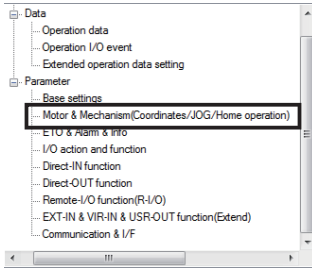 Data
Operation data
Operation I/O event
Extended operation data setting
Parameter
Base settings
Motor & Mechanism(Coordinates/JOG/Home operation)
ETO & Alarm & Info
I/O action and function
Direct-IN function
Direct-OUT function
Remote-I/O function(R-I/O)
EXT-IN & VIR-IN & USR-OUT function(Extend)
Communication & I/F